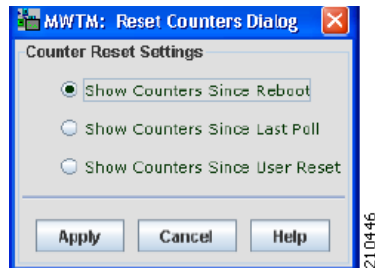 MWTM: Reset Counters Dialog
Counter Reset Settings
Show Counters Since Reboot
Show Counters Since Last Poll
Show Counters Since User Reset
Apply Cancel Help
210446